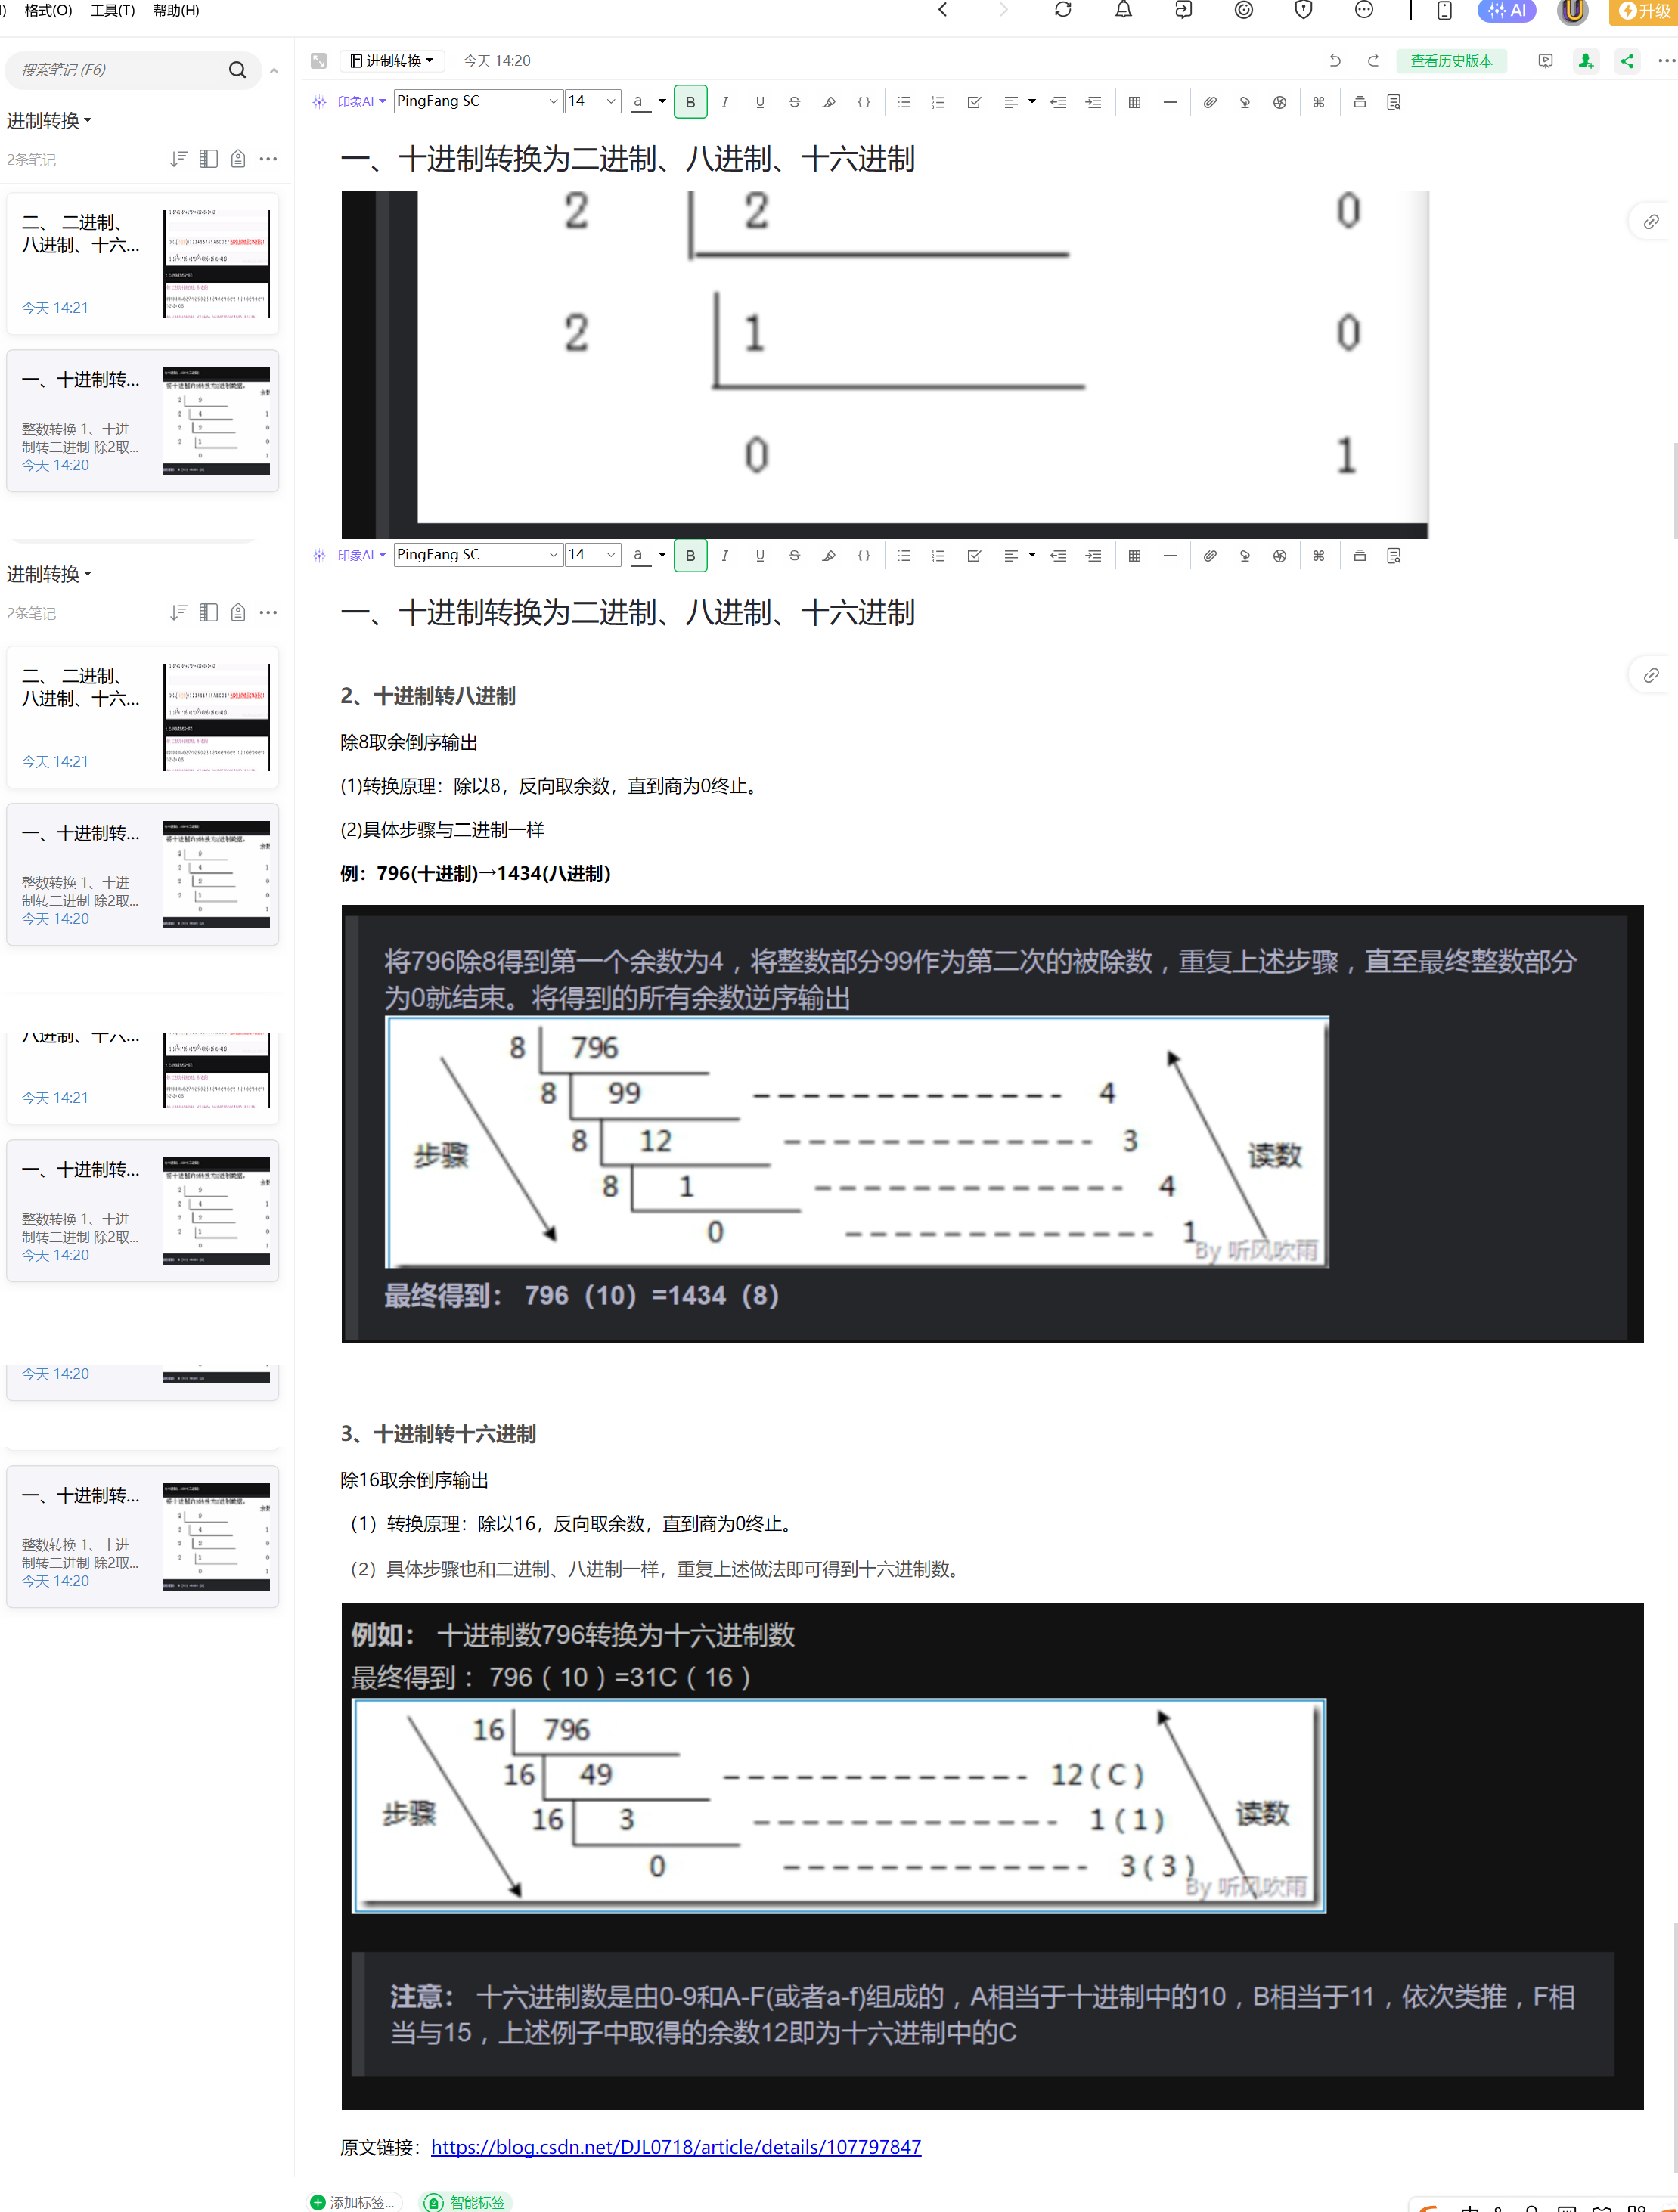 格式(O) 工具(T) 帮助(H)
AI
升级
搜索笔记 (F6)
进制转换
今天 14:20
查看历史版本
印象AI
PingFang SC
14
a
B
I
U
S
进制转换
2条笔记
一、十进制转换为二进制、八进制、十六进制
二、 二进制、
八进制、十六...
今天 14:21
一、十进制转...
整数转换 1、十进
制转二进制 除2取...
今天 14:20
2 2 0
2 1 0
0 1
印象AI
PingFang SC
14
a
B
I
U
S
进制转换
2条笔记
一、十进制转换为二进制、八进制、十六进制
二、 二进制、
八进制、十六...
今天 14:21
一、十进制转...
整数转换 1、十进
制转二进制 除2取...
今天 14:20
2、十进制转八进制
除8取余倒序输出
(1)转换原理：除以8，反向取余数，直到商为0终止。
(2)具体步骤与二进制一样
例：796(十进制)→1434(八进制)
将796除8得到第一个余数为4，将整数部分99作为第二次的被除数，重复上述步骤，直至最终整数部分
为0就结束。将得到的所有余数逆序输出
8 796
8 99 4
8 12 3
步骤
读数
8 1 4
0 1
By 听风吹雨
最终得到： 796（10）=1434（8）
八进制、十六...
今天 14:21
一、十进制转...
整数转换 1、十进
制转二进制 除2取...
今天 14:20
今天 14:20
一、十进制转...
整数转换 1、十进
制转二进制 除2取...
今天 14:20
3、十进制转十六进制
除16取余倒序输出
（1）转换原理：除以16，反向取余数，直到商为0终止。
（2）具体步骤也和二进制、八进制一样，重复上述做法即可得到十六进制数。
例如： 十进制数796转换为十六进制数
最终得到： 796（10）=31C（16）
16 796
16 49 12(C)
步骤
16 3 1(1)
读数
0 3(3)
By 听风吹雨
注意： 十六进制数是由0-9和A-F(或者a-f)组成的，A相当于十进制中的10，B相当于11，依次类推，F相
当与15，上述例子中取得的余数12即为十六进制中的C
原文链接：https://blog.csdn.net/DJL0718/article/details/107797847
添加标签...
智能标签